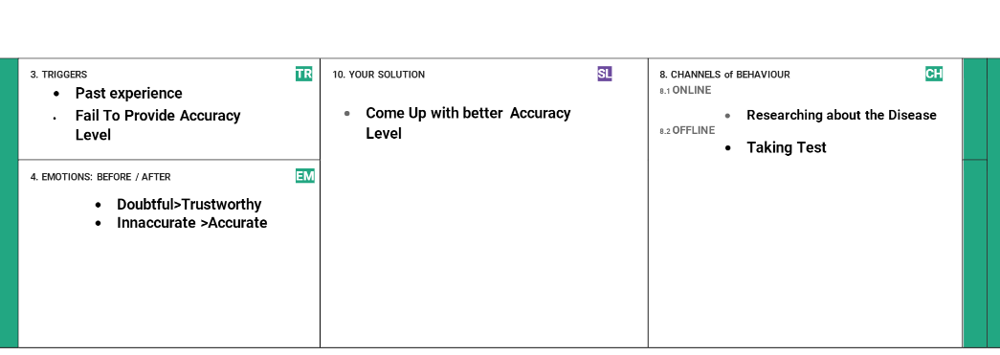 3. TRIGGERS
TR
Past experience
Fail To Provide Accuracy
Level
4. EMOTIONS: BEFORE / AFTER
EM
Doubtful>Trustworthy
Innaccurate >Accurate
10. YOUR SOLUTION
SL
Come Up with better Accuracy
Level
8. CHANNELS of BEHAVIOUR
CH
8.1 ONLINE
Researching about the Disease
8.2 OFFLINE
Taking Test